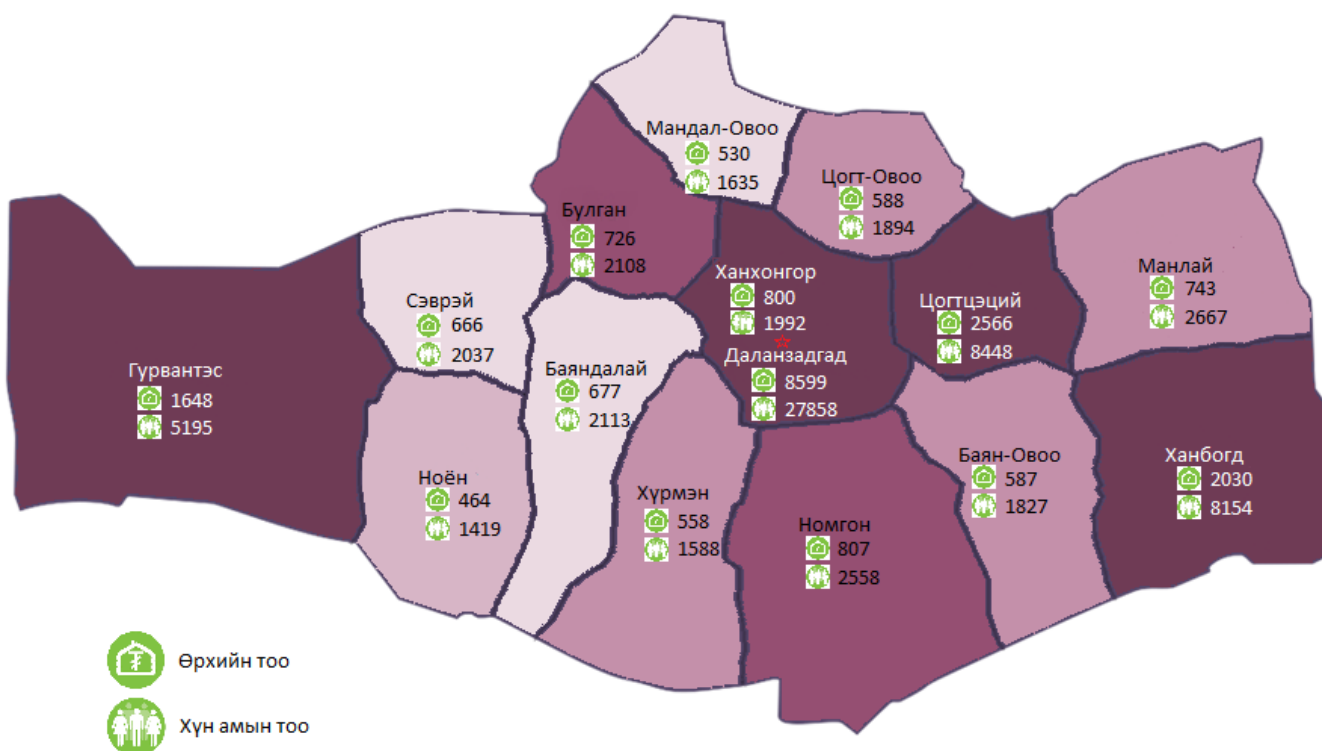 Мандал-Овоо
530
1635
Цогт-Овоо
588
1894
Булган
726
2108
Ханхонгор
800
1992
Цогтцэций
2566
8448
Манлай
743
2667
Сэврэй
666
2037
Гурвантэс
1648
5195
Баяндалай
677
2113
Даланзадгад
8599
27858
Ноён
464
1419
Хүрмэн
558
1588
Номгон
807
2558
Баян-Овоо
587
1827
Ханбогд
2030
8154
Өрхийн тоо
Хүн амын тоо